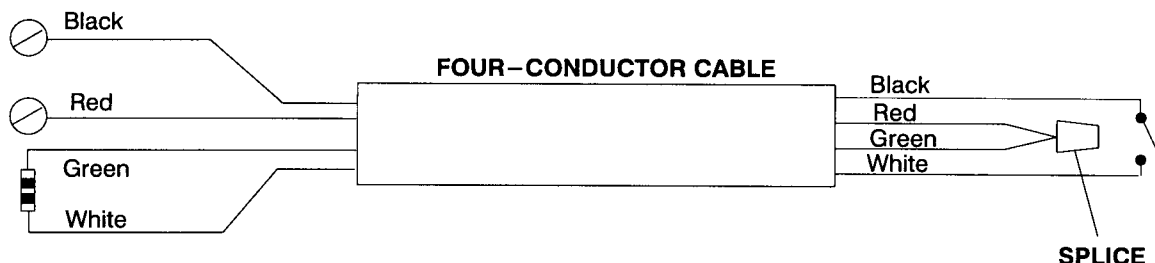 Black
FOUR–CONDUCTOR CABLE
Red
Green
White
Black
Red
Green
White
SPLICE